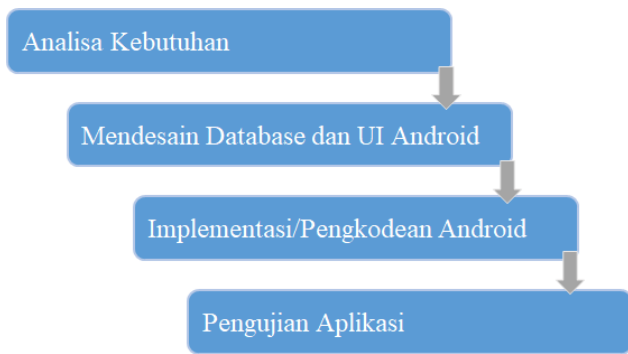 Analisa Kebutuhan
Mendesain Database dan UI Android
Implementasi/Pengkodean Android
Pengujian Aplikasi